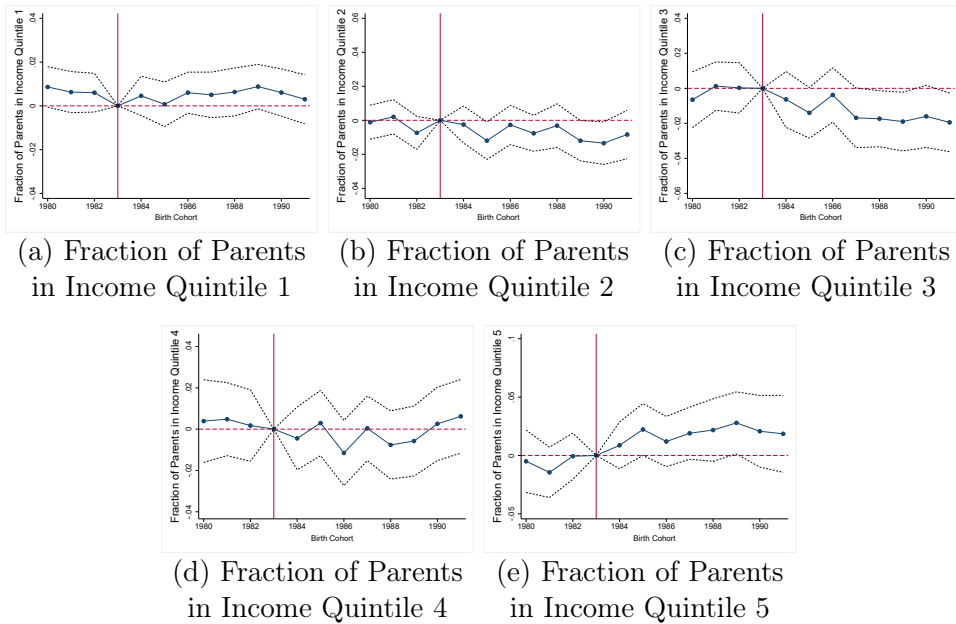 Fraction of Parents in Income Quintile 1
.04
.02
0
-.02
-.04
1980 1982 1984 1986 1988 1990
Birth Cohort
(a) Fraction of Parents
in Income Quintile 1
Fraction of Parents in Income Quintile 2
.06
.04
.02
0
-.02
-.04
1980 1982 1984 1986 1988 1990
Birth Cohort
(b) Fraction of Parents
in Income Quintile 2
Fraction of Parents in Income Quintile 3
.04
.02
0
-.02
-.04
-.06
1980 1982 1984 1986 1988 1990
Birth Cohort
(c) Fraction of Parents
in Income Quintile 3
Fraction of Parents in Income Quintile 4
.04
.02
0
-.02
-.04
1980 1982 1984 1986 1988 1990
Birth Cohort
(d) Fraction of Parents
in Income Quintile 4
Fraction of Parents in Income Quintile 5
.1
.05
0
-.05
1980 1982 1984 1986 1988 1990
Birth Cohort
(e) Fraction of Parents
in Income Quintile 5